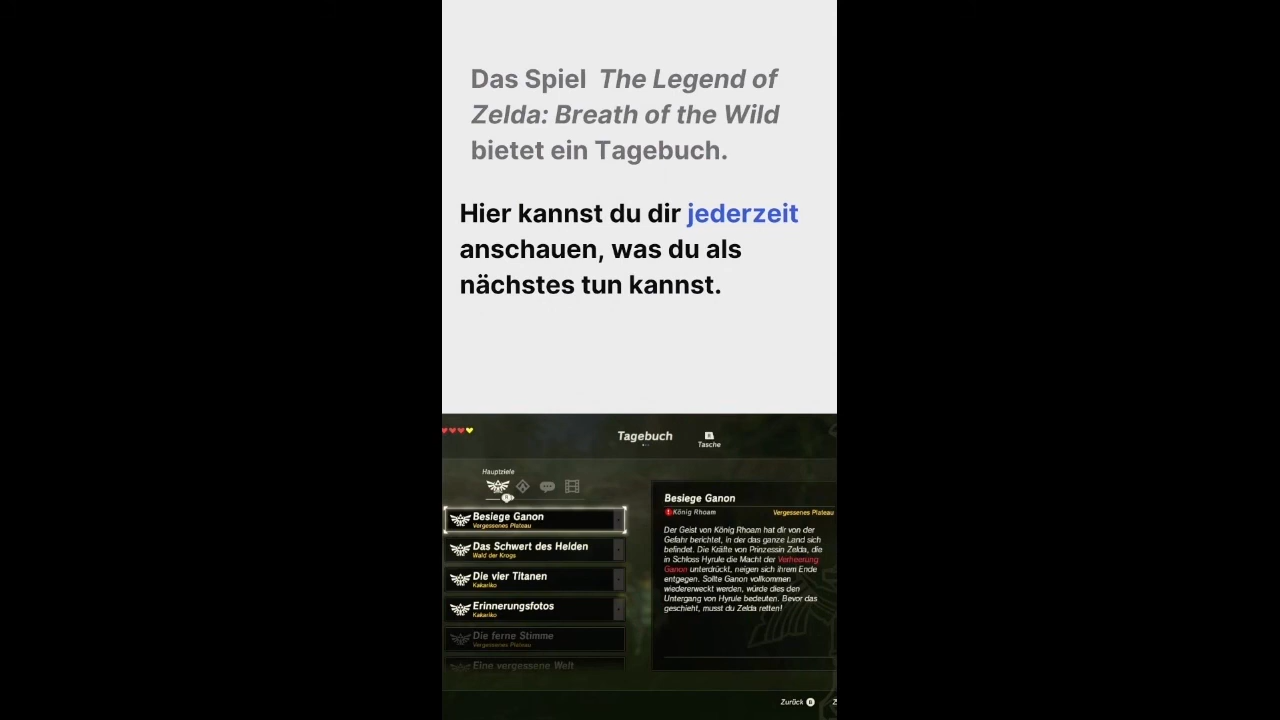 Das Spiel The Legend of
Zelda: Breath of the Wild
bietet ein Tagebuch.
Hier kannst du dir jederzeit
anschauen, was du als
nächstes tun kannst.
Tagebuch
Tasche
Hauptziele
R
Besiege Ganon
Vergessenes Plateau
Das Schwert des Helden
Wald der Krogs
Die vier Titanen
Kakariko
Erinnerungsfotos
Kakariko
Die ferne Stimme
Vergessenes Plateau
Eine vergessene Welt
Besiege Ganon
König Rhoam Vergessenes Plateau
Der Geist von König Rhoam hat dir von der
Gefahr berichtet, in der das ganze Land sich
befindet. Die Kräfte von Prinzessin Zelda, die
in Schloss Hyrule die Macht der Verheerung
Ganon unterdrückt, neigen sich ihrem Ende
entgegen. Sollte Ganon vollkommen
wiedererweckt werden, würde dies den
Untergang von Hyrule bedeuten. Bevor das
geschieht, musst du Zelda retten!
Zurück B Z